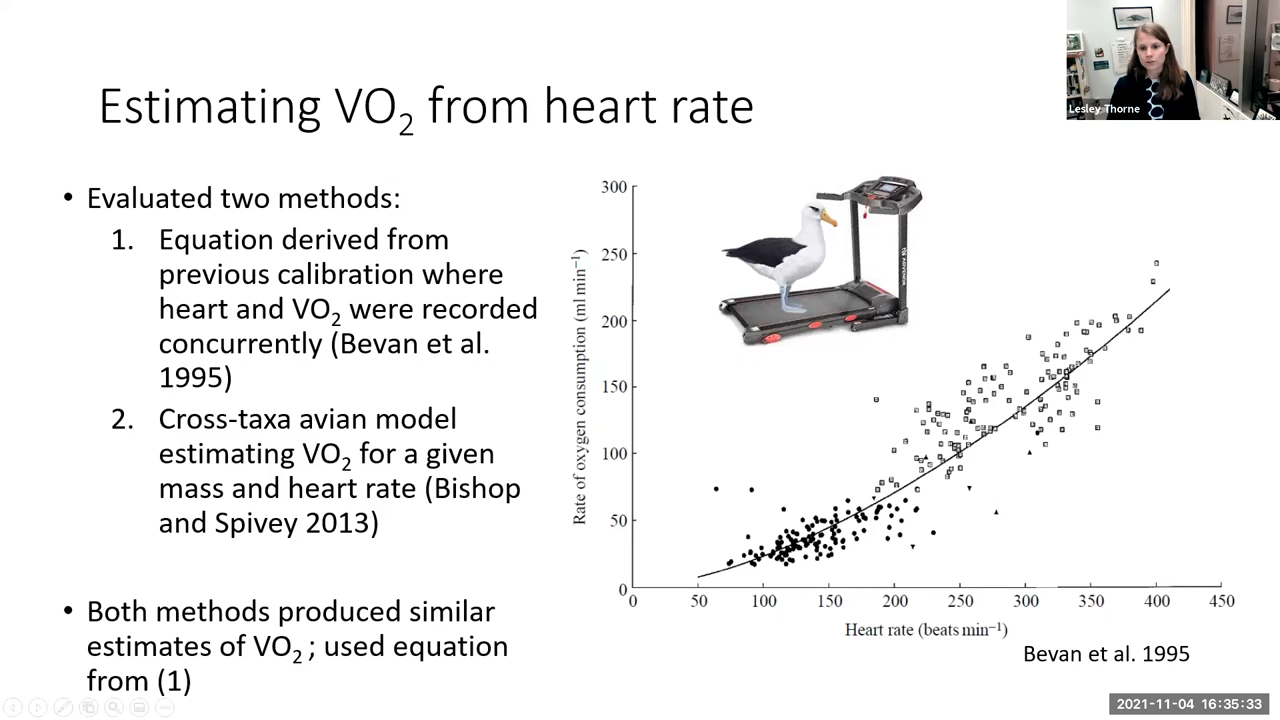 Lesley Thorne
Estimating VO₂ from heart rate
• Evaluated two methods:
1. Equation derived from
previous calibration where
heart and VO₂ were recorded
concurrently (Bevan et al.
1995)
2. Cross-taxa avian model
estimating VO₂ for a given
mass and heart rate (Bishop
and Spivey 2013)
• Both methods produced similar
estimates of VO₂ ; used equation
from (1)
Rate of oxygen consumption (ml min⁻¹)
300
250
200
150
100
50
0
0 50 100 150 200 250 300 350 400 450
Heart rate (beats min⁻¹)
Bevan et al. 1995
2021-11-04 16:35:33